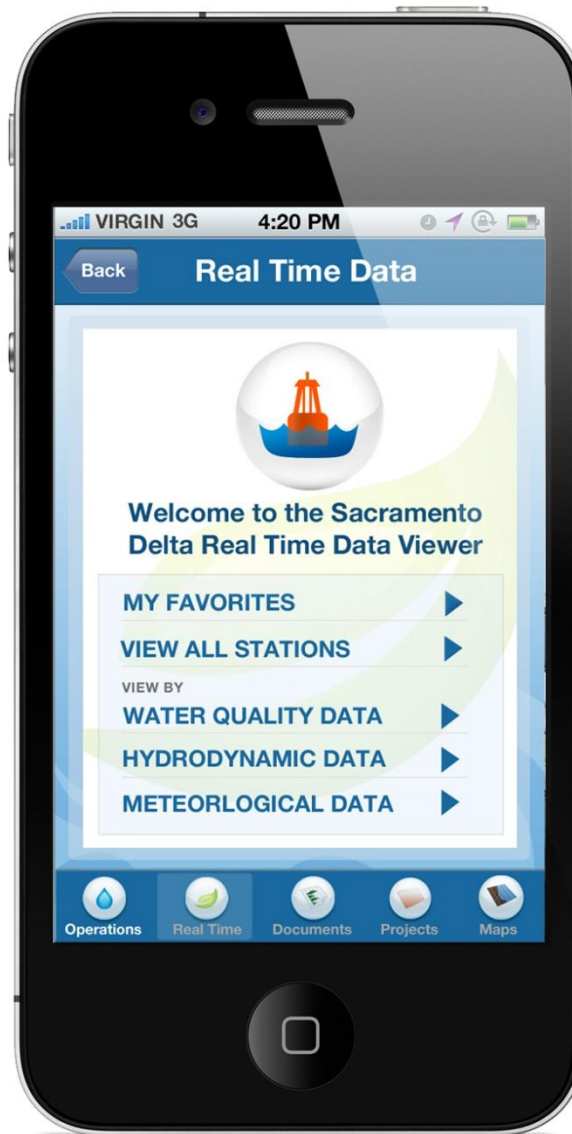 VIRGIN 3G 4:20 PM
Back Real Time Data
Welcome to the Sacramento
Delta Real Time Data Viewer
MY FAVORITES
VIEW ALL STATIONS
VIEW BY
WATER QUALITY DATA
HYDRODYNAMIC DATA
METEORLOGICAL DATA
Operations Real Time Documents Projects Maps